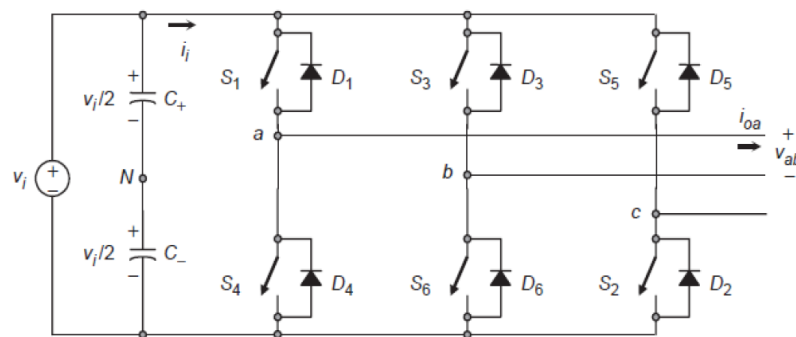 +
i_i
S_1
D_1
S_3
D_3
S_5
D_5
v_i/2
C_+
−
a
i_oa
+
v_ab
−
v_i
+
−
N
b
c
+
v_i/2
C_−
−
S_4
D_4
S_6
D_6
S_2
D_2